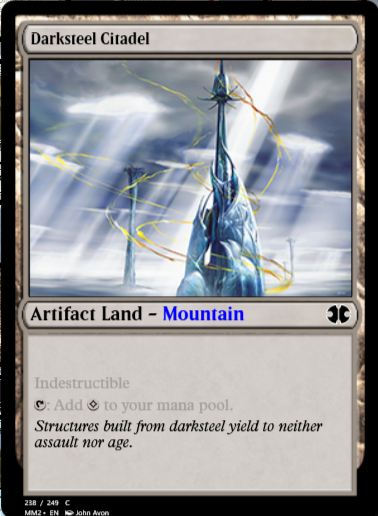 Darksteel Citadel
Artifact Land – Mountain
Indestructible
: Add to your mana pool.
Structures built from darksteel yield to neither
assault nor age.
238 / 249 C
MM2 • EN John Avon